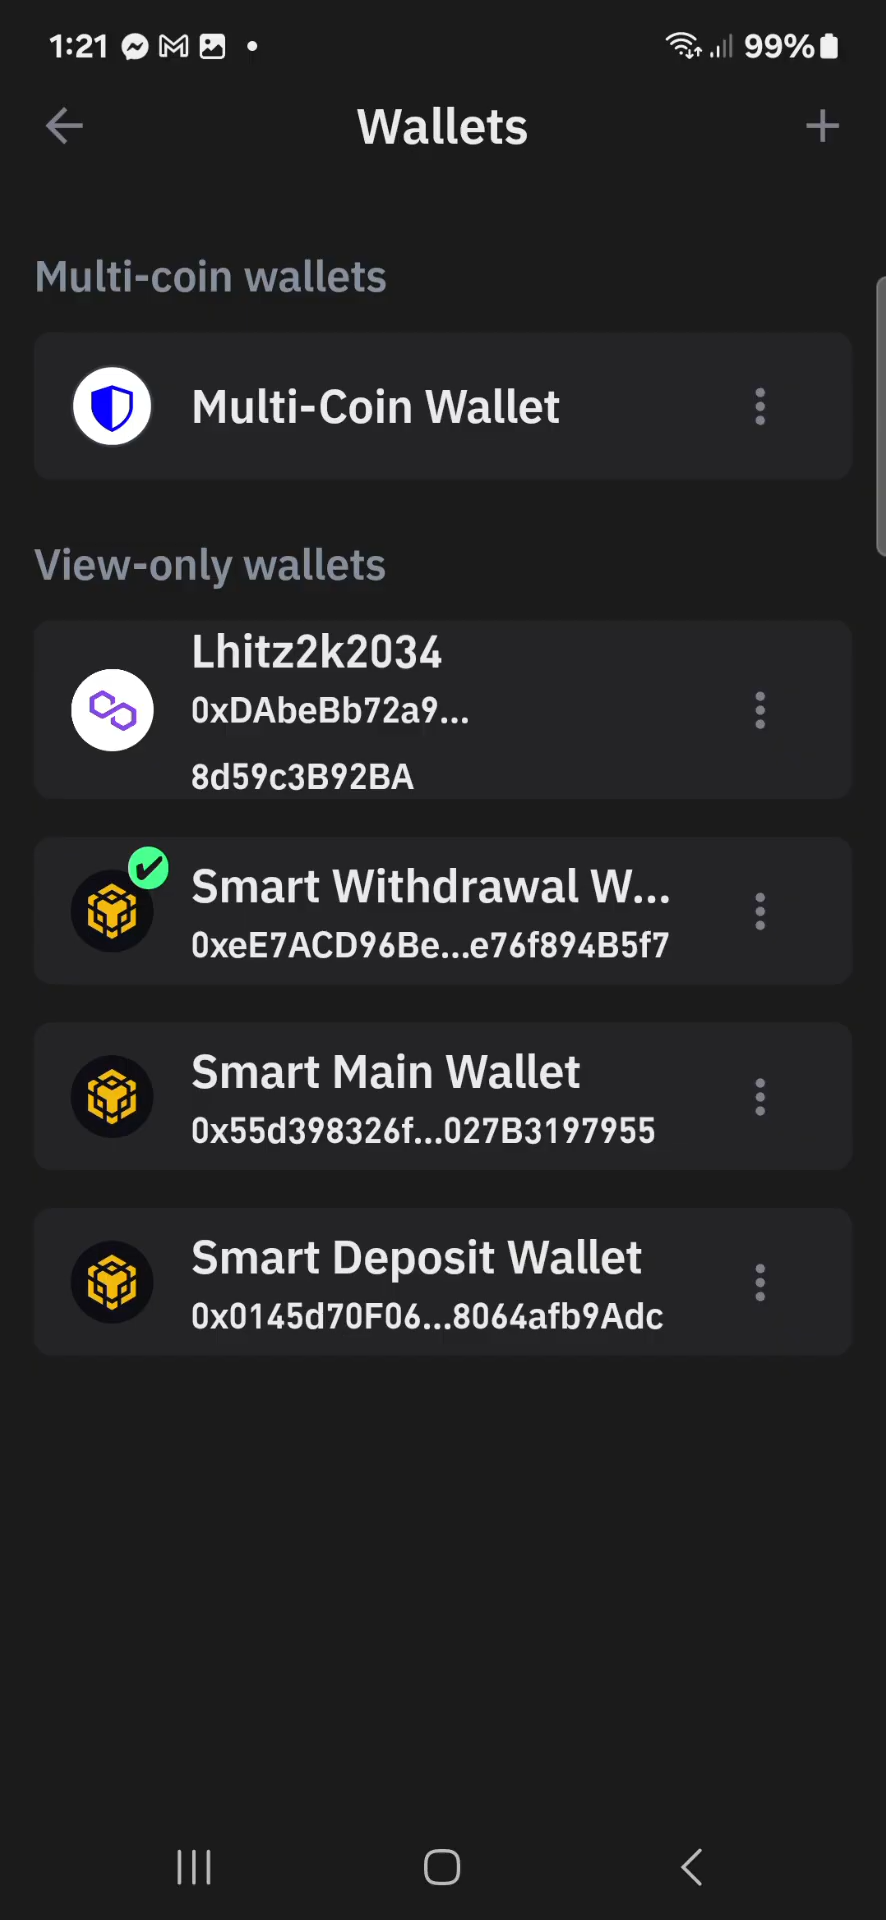 1:21
99%
Wallets
Multi-coin wallets
Multi-Coin Wallet
View-only wallets
Lhitz2k2034
0xDAbeBb72a9...
8d59c3B92BA
Smart Withdrawal W...
0xeE7ACD96Be...e76f894B5f7
Smart Main Wallet
0x55d398326f...027B3197955
Smart Deposit Wallet
0x0145d70F06...8064afb9Adc